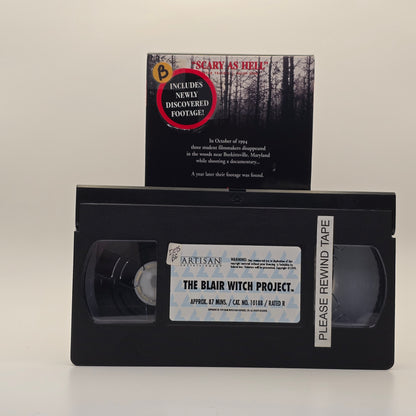 "SCARY AS HELL"
B
INCLUDES
NEWLY
DISCOVERED
FOOTAGE!
In October of 1994
three student filmmakers disappeared
in the woods near Burkittsville, Maryland
while shooting a documentary...
A year later their footage was found.
ARTISAN
ENTERTAINMENT
THE BLAIR WITCH PROJECT™
APPROX. 87 MINS. / CAT. NO. 10188 / RATED R
PLEASE REWIND TAPE